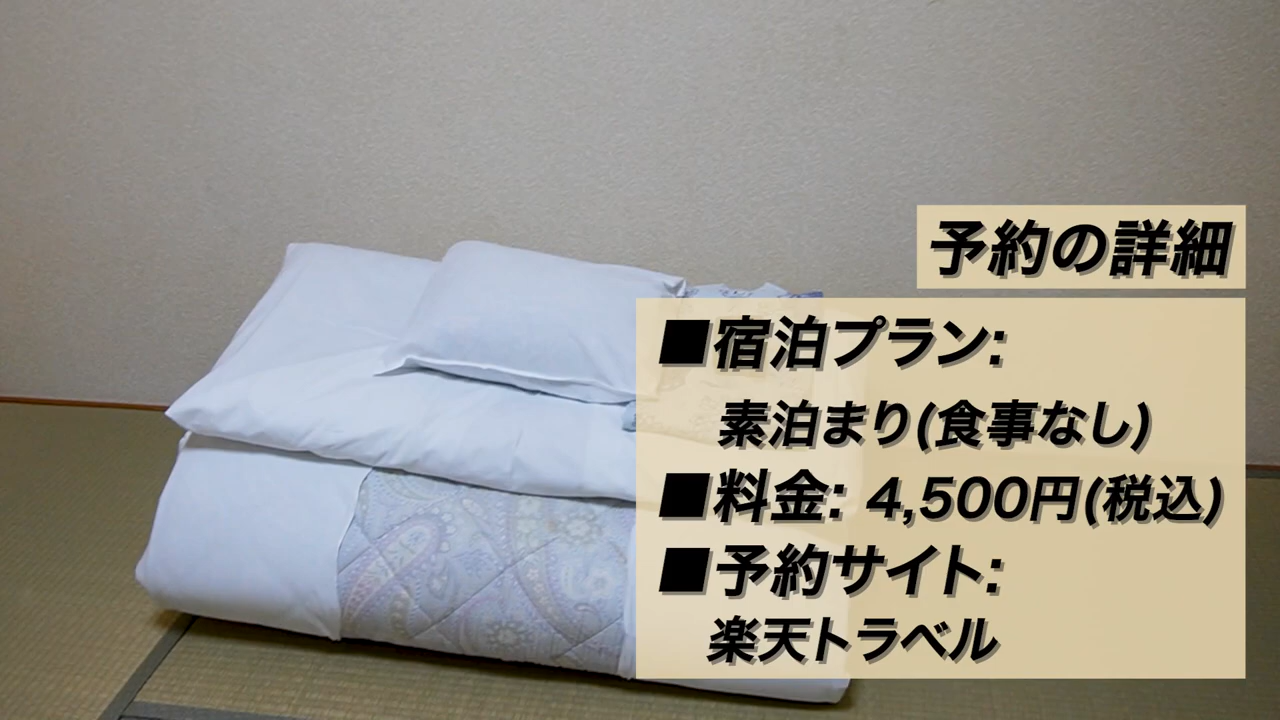 予約の詳細
■宿泊プラン:
素泊まり(食事なし)
■料金: 4,500円(税込)
■予約サイト:
楽天トラベル